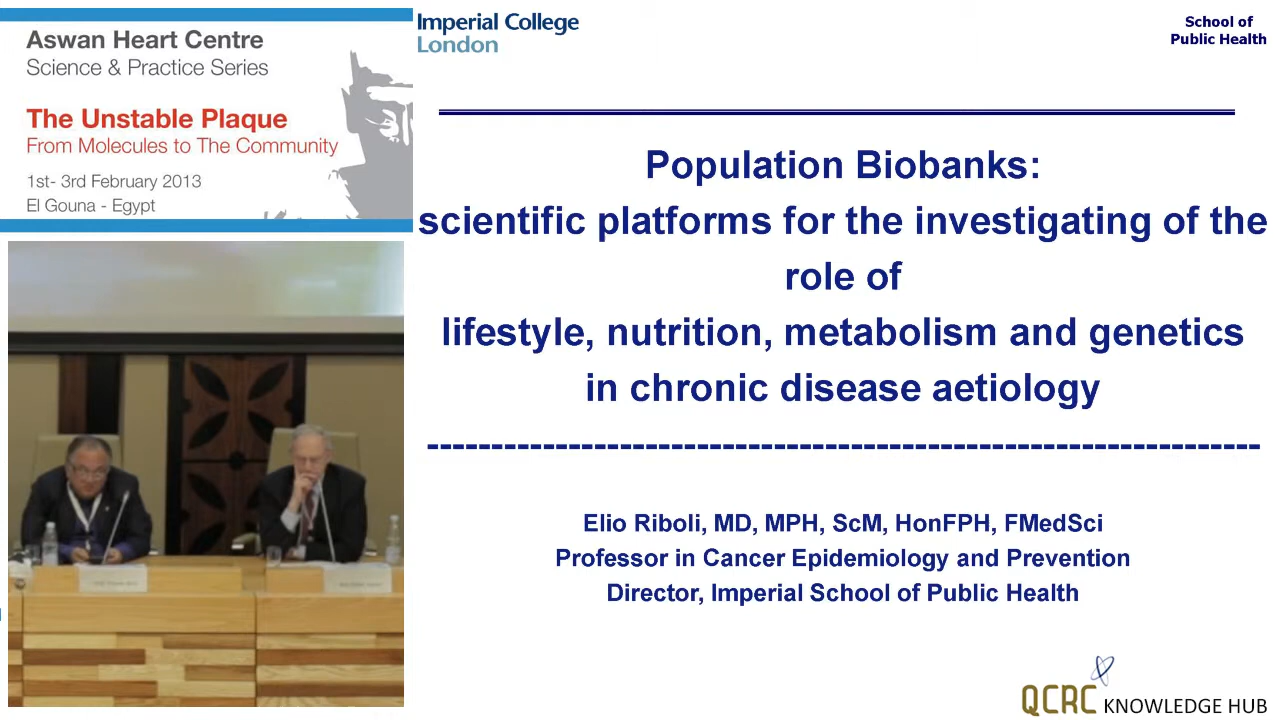 Aswan Heart Centre
Science & Practice Series
The Unstable Plaque
From Molecules to The Community
1st- 3rd February 2013
El Gouna - Egypt
Imperial College
London
School of
Public Health
Population Biobanks:
scientific platforms for the investigating of the
role of
lifestyle, nutrition, metabolism and genetics
in chronic disease aetiology
Elio Riboli, MD, MPH, ScM, HonFPH, FMedSci
Professor in Cancer Epidemiology and Prevention
Director, Imperial School of Public Health
QCRC KNOWLEDGE HUB